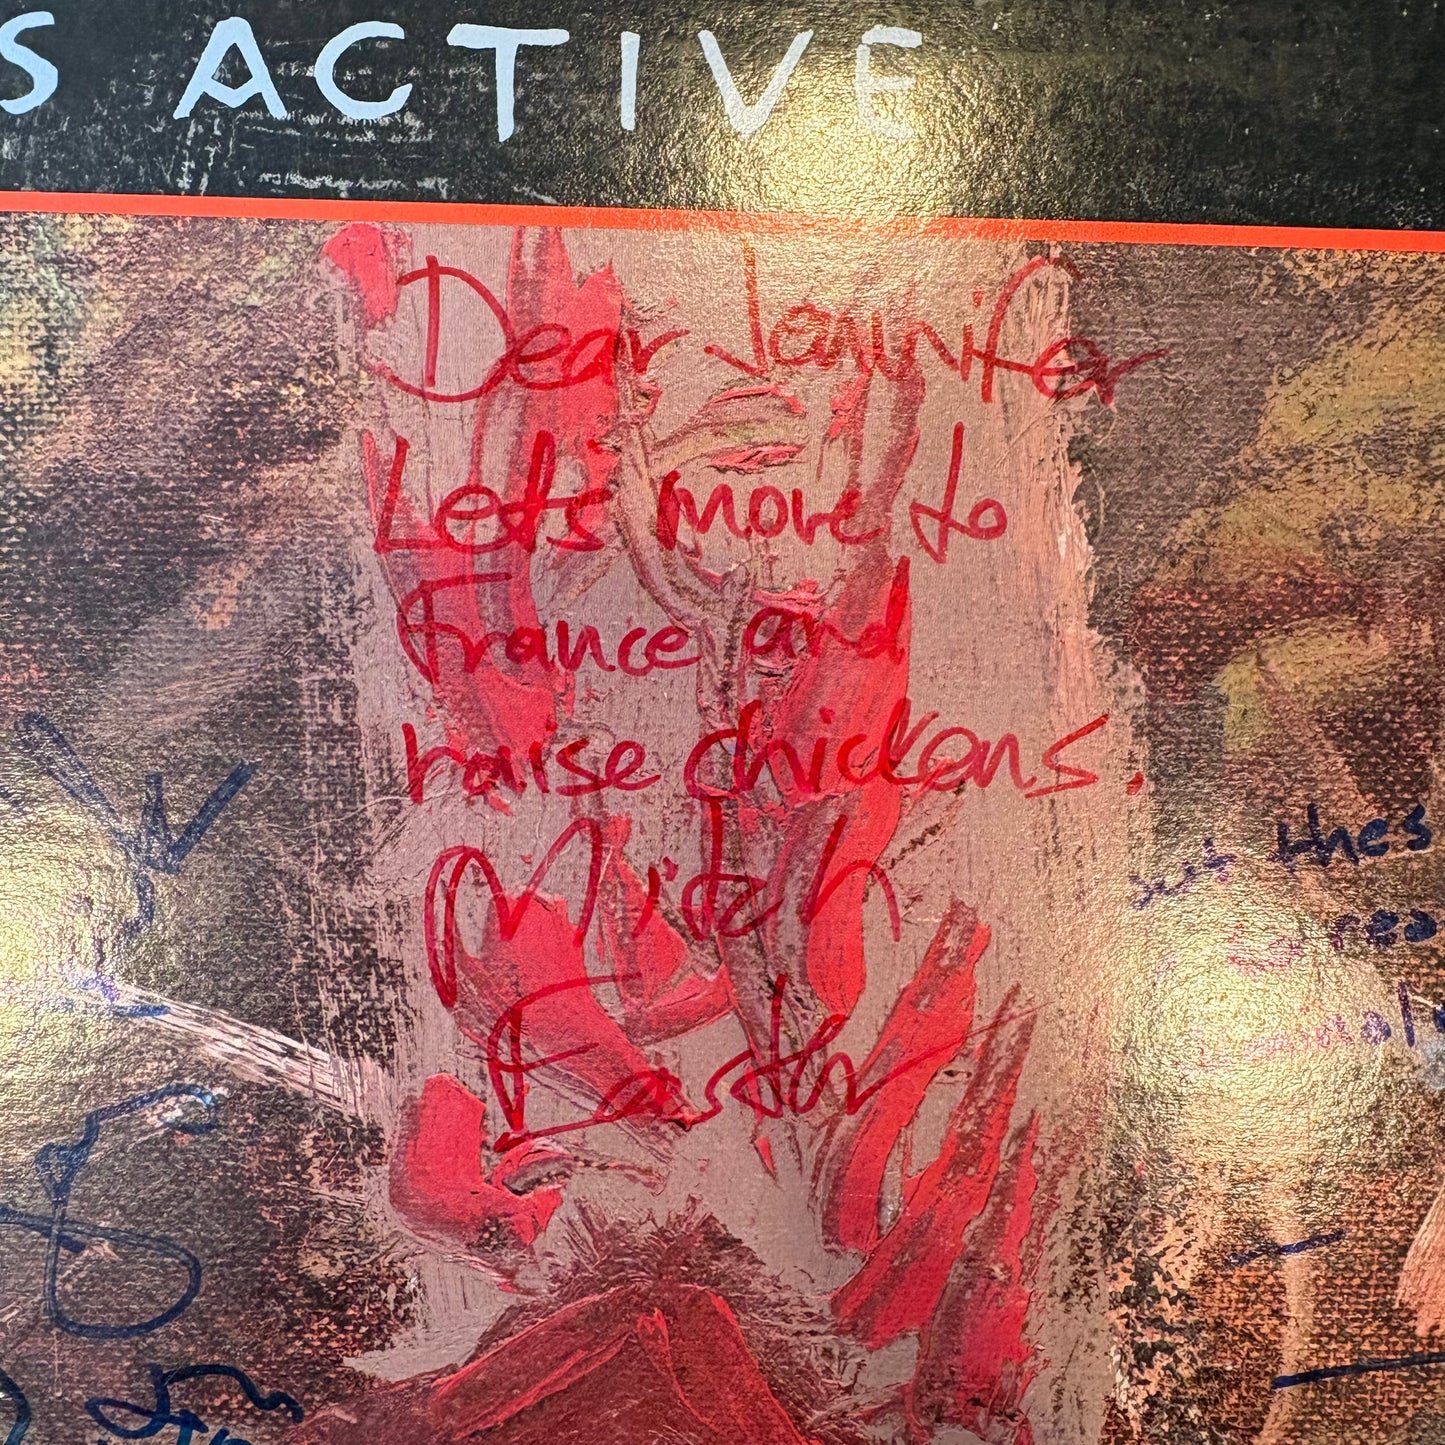 S ACTIVE
Dear Jennifer
Let's move to
France and
raise chickens.
Mitch
Easter